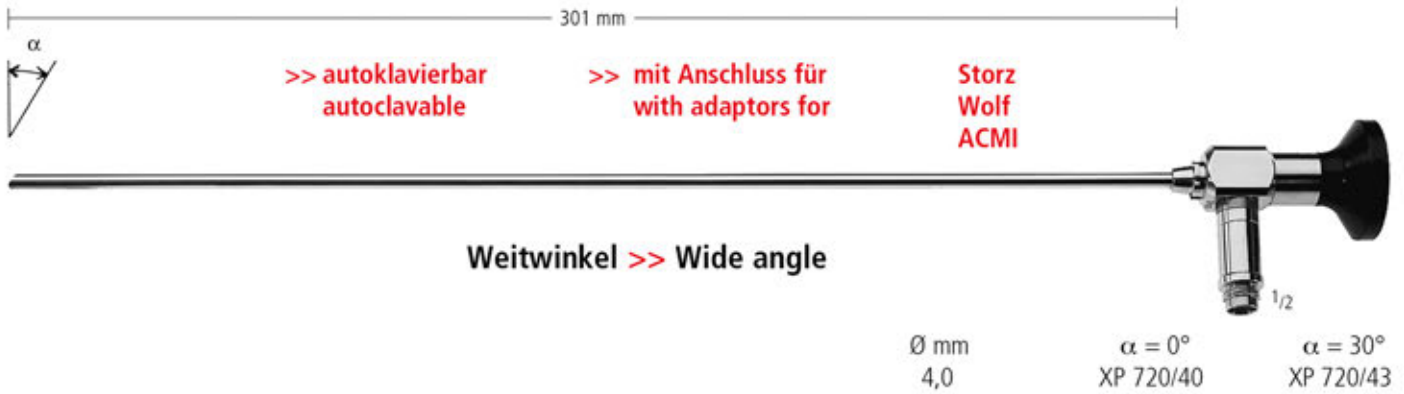 301 mm
α
>> autoklavierbar >> mit Anschluss für Storz
autoclavable with adaptors for Wolf
ACMI
Weitwinkel >> Wide angle
1/2
Ø mm α = 0° α = 30°
4,0 XP 720/40 XP 720/43